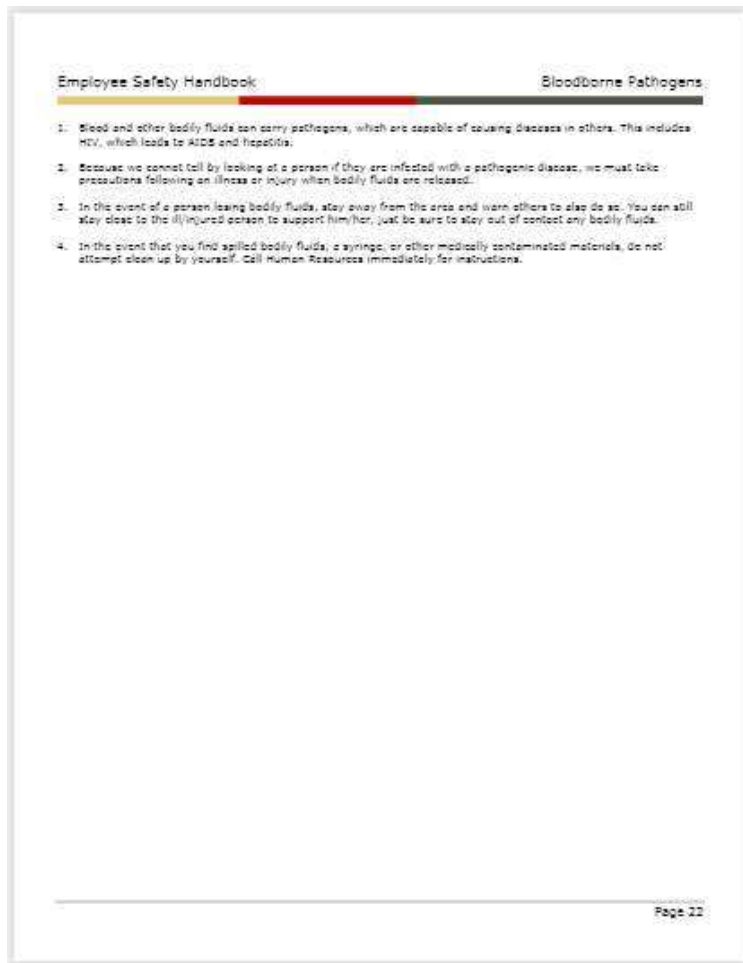 Employee Safety Handbook Bloodborne Pathogens
1. Blood and other bodily fluids can carry pathogens, which are capable of causing diseases in others. This includes
HIV, which leads to AIDS and hepatitis.
2. Because we cannot tell by looking at a person if they are infected with a pathogenic disease, we must take
precautions following an illness or injury when bodily fluids are released.
3. In the event of a person losing bodily fluids, stay away from the area and warn others to also do so. You can still
stay close to the ill/injured person to support him/her, just be sure to stay out of contact any bodily fluids.
4. In the event that you find spilled bodily fluids, a syringe, or other medically contaminated materials, do not
attempt clean up by yourself. Call Human Resources immediately for instructions.
Page 22